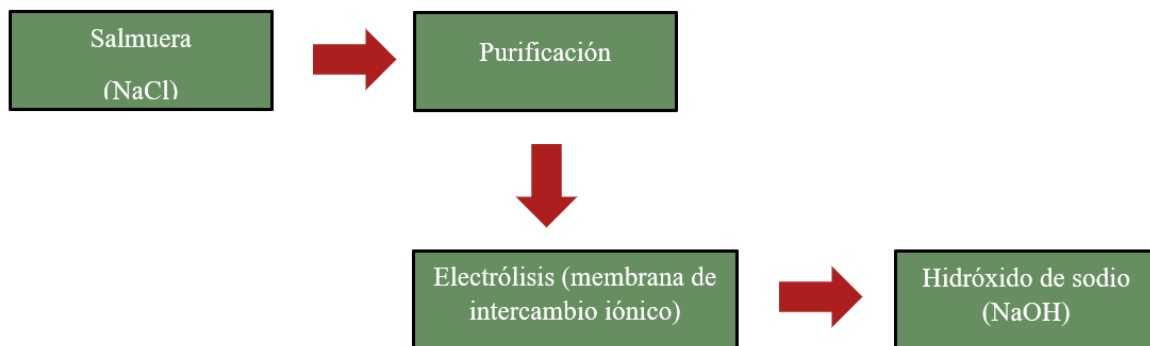 Salmuera
(NaCl)
Purificación
Electrólisis (membrana de
intercambio iónico)
Hidróxido de sodio
(NaOH)